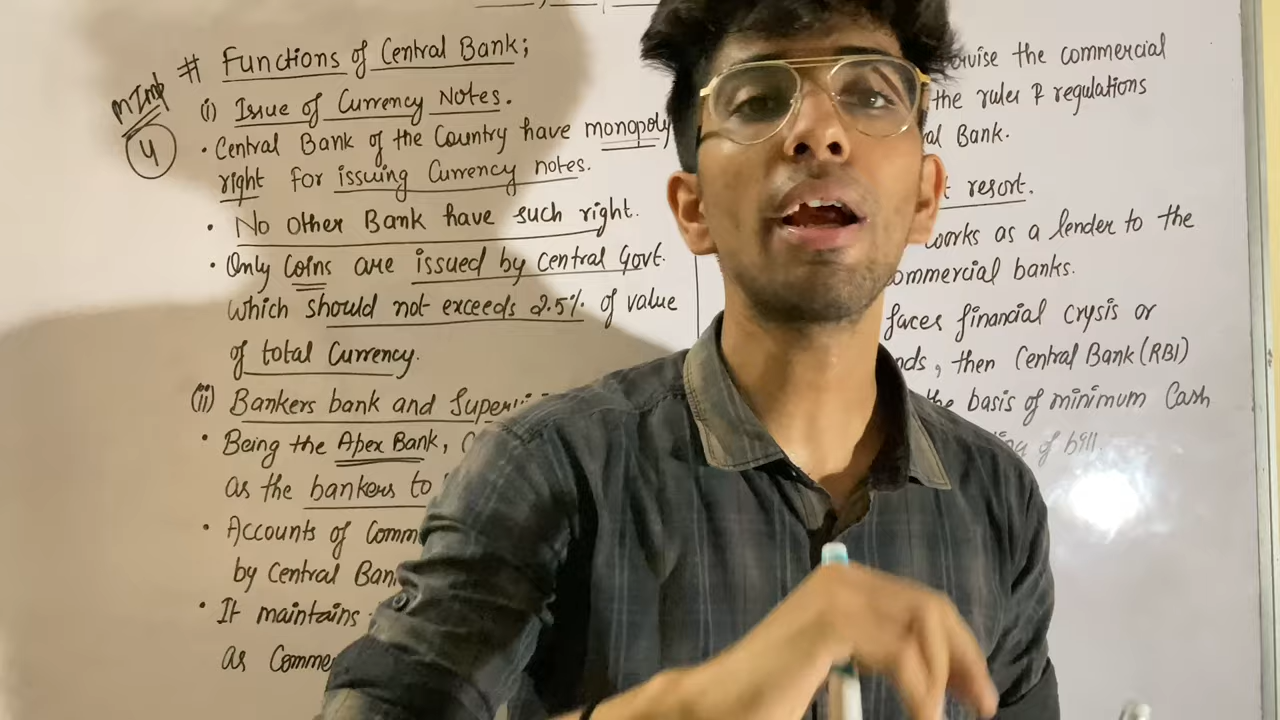 M.Imp
4
# Functions of Central Bank;
(i) Issue of Currency Notes.
• Central Bank of the Country have monopoly
right for issuing Currency notes.
• No other Bank have such right.
• Only Coins are issued by central Govt.
which should not exceeds 2.5% of value
of total Currency.
(ii) Bankers bank and
• Being the Apex Bank,
as the bankers to
• Accounts of
by Central
• It maintains
as
the commercial
the rules & regulations
Bank.
resort.
works as a lender to the
commercial banks.
faces financial crysis or
, then Central Bank (RBI)
the basis of minimum Cash
of bill.